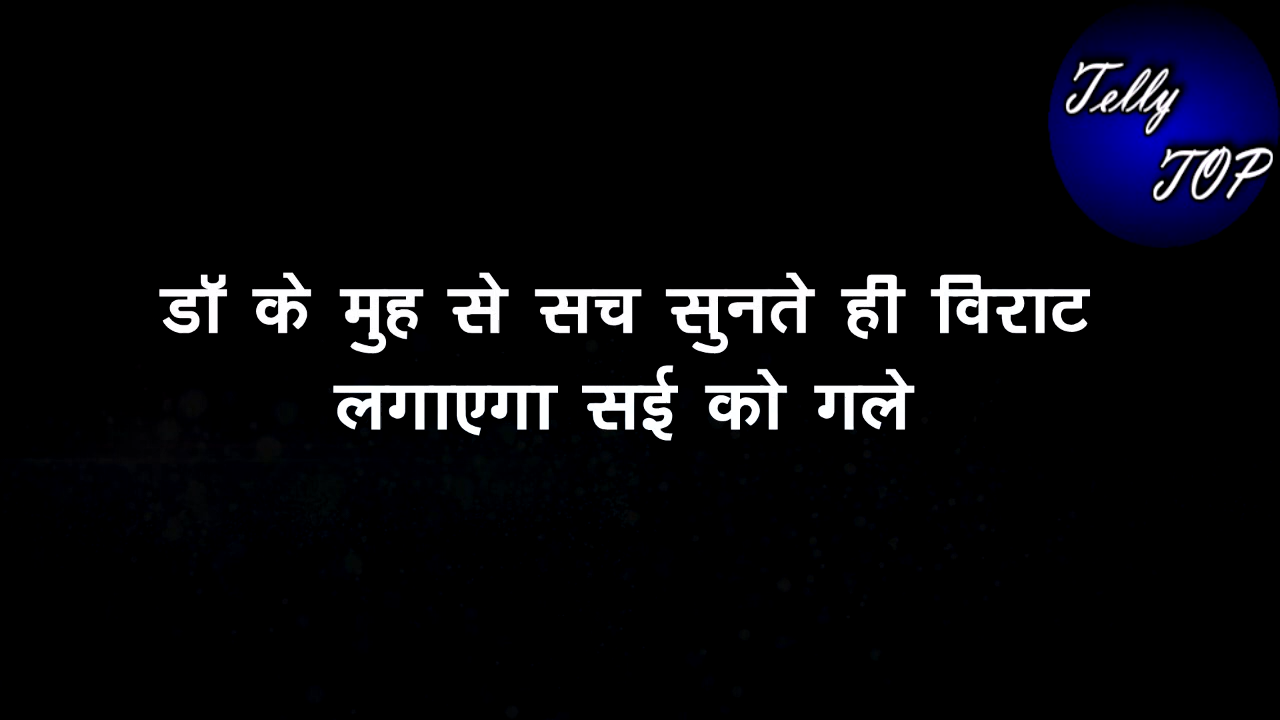 Telly
TOP
डॉ के मुह से सच सुनते ही विराट
लगाएगा सई को गले